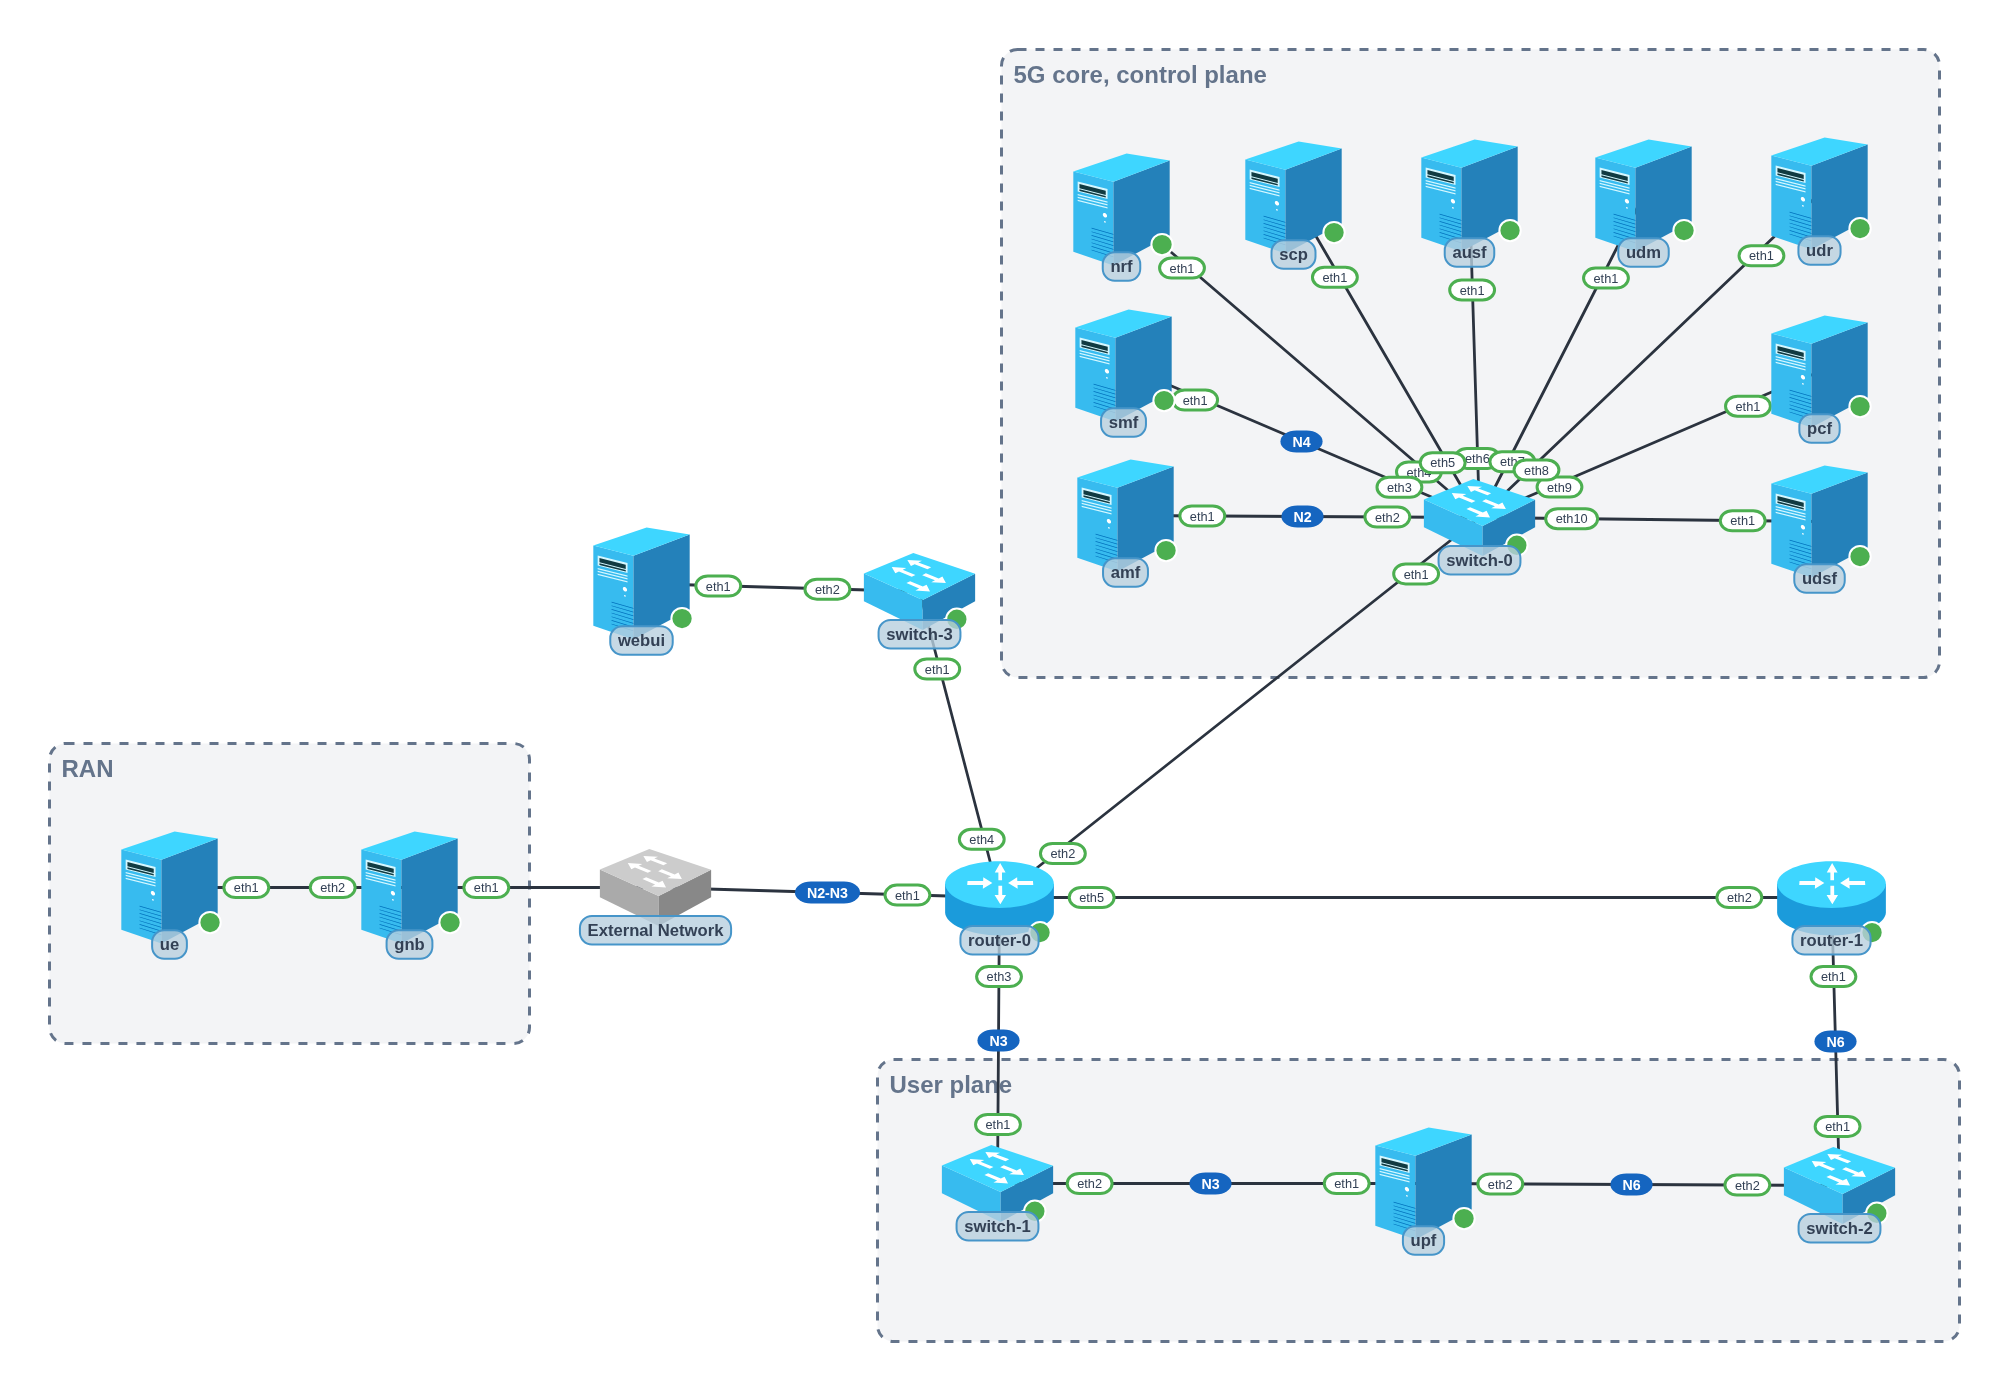 5G core, control plane
nrf
scp
ausf
udm
udr
eth1
eth1
eth1
eth1
eth1
smf
eth1
N4
pcf
eth1
eth4
eth5
eth6
eth7
eth8
eth3
eth9
amf
eth1
N2
eth2
switch-0
eth10
eth1
udsf
eth1
webui
eth1
eth2
switch-3
eth1
RAN
ue
eth1
eth2
gnb
eth1
External Network
N2-N3
eth1
eth4
eth2
router-0
eth5
eth2
router-1
eth3
eth1
N3
N6
User plane
eth1
eth1
switch-1
eth2
N3
eth1
upf
eth2
N6
eth2
switch-2